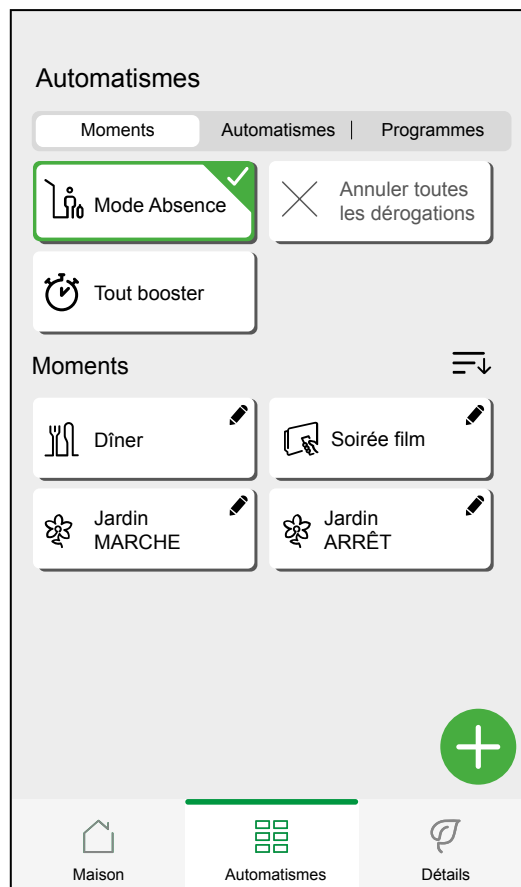 Automatismes
Moments
Automatismes
Programmes
Mode Absence
Annuler toutes
les dérogations
Tout booster
Moments
Dîner
Soirée film
Jardin
MARCHE
Jardin
ARRÊT
Maison
Automatismes
Détails